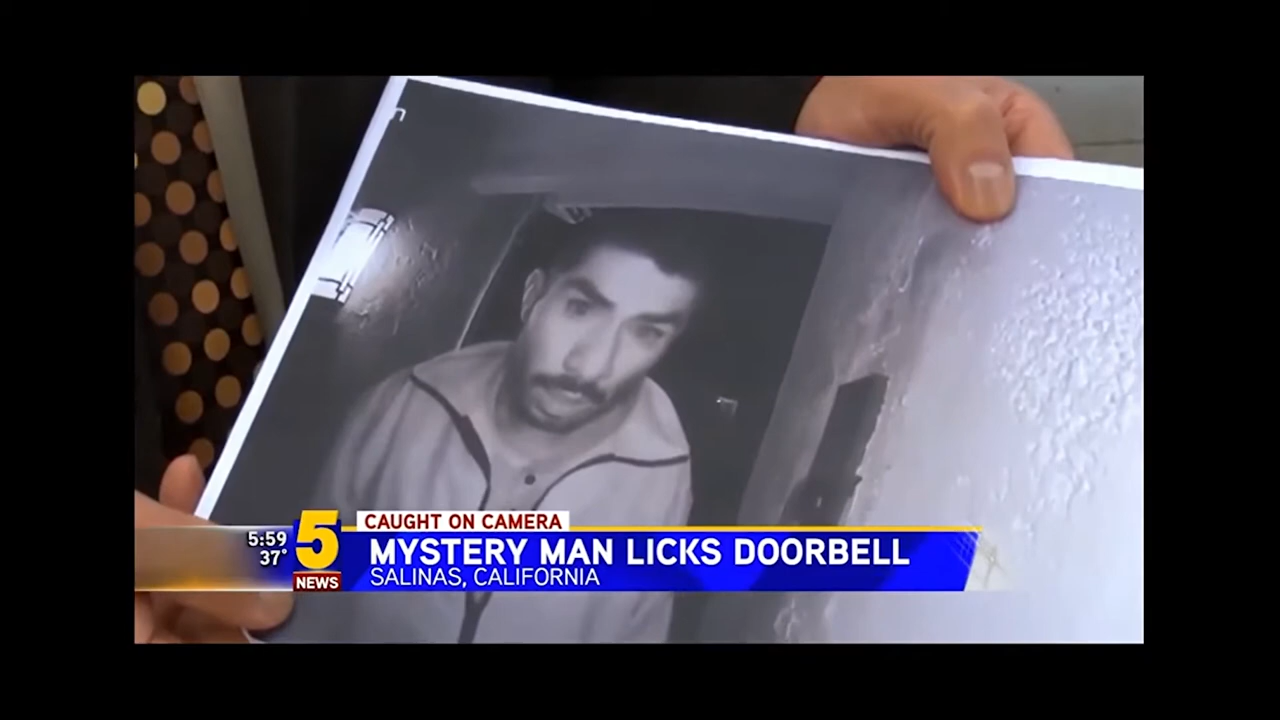 CAUGHT ON CAMERA
5:59
37°
5
NEWS
MYSTERY MAN LICKS DOORBELL
SALINAS, CALIFORNIA